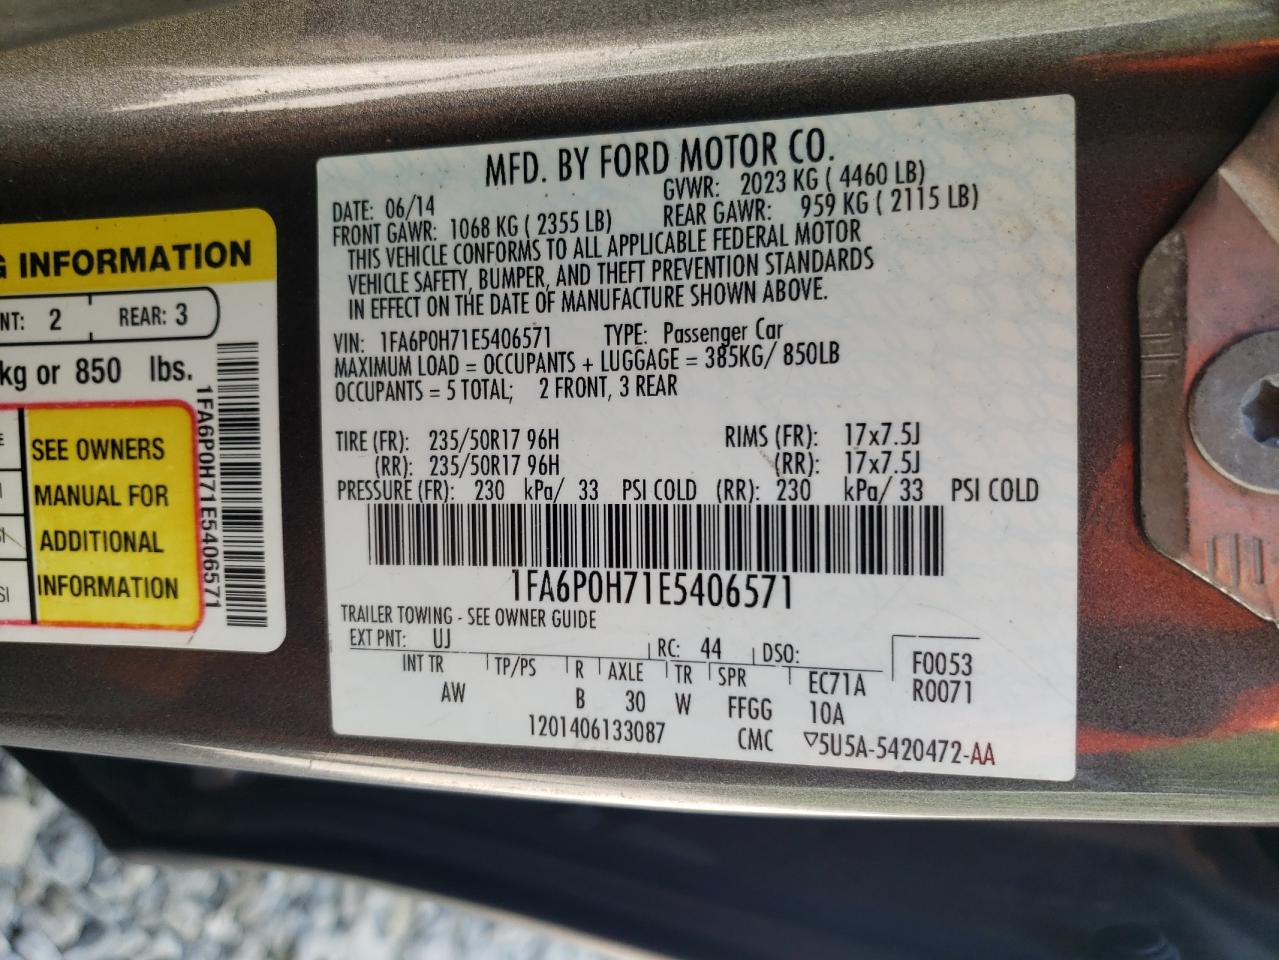 G INFORMATION
NT: 2 REAR: 3
kg or 850 lbs.
SEE OWNERS
MANUAL FOR
ADDITIONAL
INFORMATION
1FA6P0H71E5406571
MFD. BY FORD MOTOR CO.
DATE: 06/14 GVWR: 2023 KG ( 4460 LB)
FRONT GAWR: 1068 KG ( 2355 LB) REAR GAWR: 959 KG ( 2115 LB)
THIS VEHICLE CONFORMS TO ALL APPLICABLE FEDERAL MOTOR
VEHICLE SAFETY, BUMPER, AND THEFT PREVENTION STANDARDS
IN EFFECT ON THE DATE OF MANUFACTURE SHOWN ABOVE.
VIN: 1FA6P0H71E5406571 TYPE: Passenger Car
MAXIMUM LOAD = OCCUPANTS + LUGGAGE = 385KG/ 850LB
OCCUPANTS = 5 TOTAL; 2 FRONT, 3 REAR
TIRE (FR): 235/50R17 96H RIMS (FR): 17x7.5J
(RR): 235/50R17 96H (RR): 17x7.5J
PRESSURE (FR): 230 kPa/ 33 PSI COLD (RR): 230 kPa/ 33 PSI COLD
1FA6P0H71E5406571
TRAILER TOWING - SEE OWNER GUIDE
EXT PNT: UJ RC: 44 DSO: F0053
INT TR TP/PS R AXLE TR SPR EC71A R0071
AW B 30 W FFGG 10A
1201406133087 CMC ▽5U5A-5420472-AA